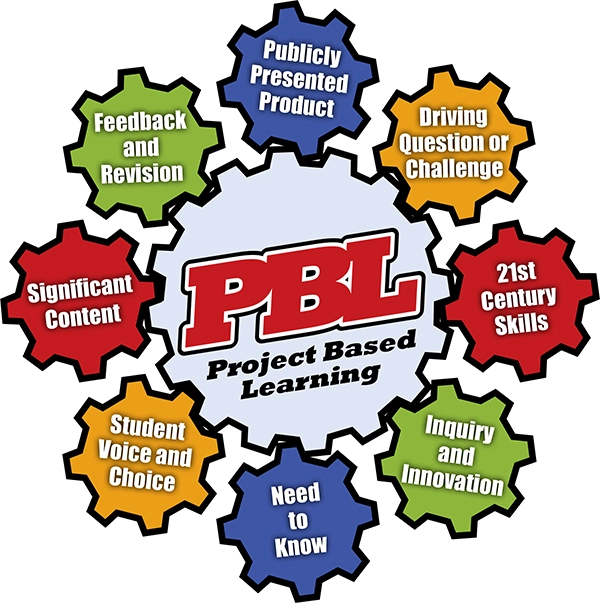 Publicly
Presented
Product
Driving
Question or
Challenge
21st
Century
Skills
Inquiry
and
Innovation
Need
to
Know
Student
Voice and
Choice
Significant
Content
Feedback
and
Revision
PBL
Project Based
Learning